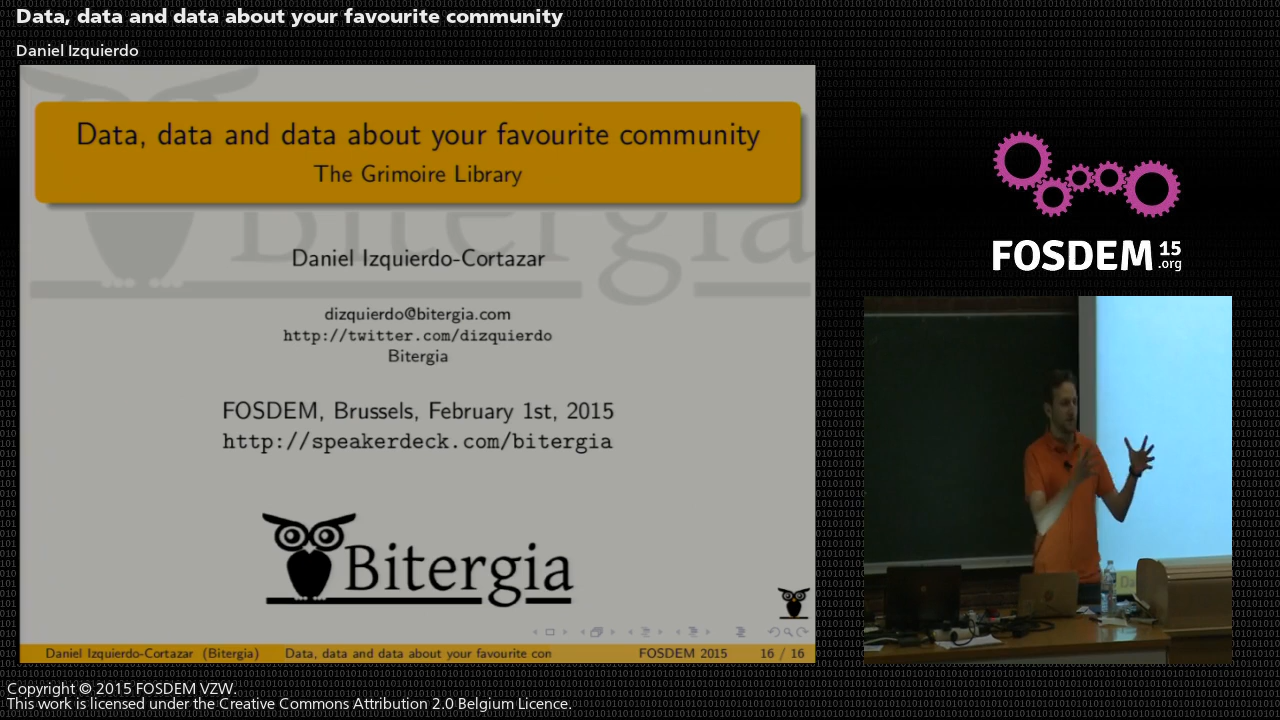 Data, data and data about your favourite community
Daniel Izquierdo
Data, data and data about your favourite community
The Grimoire Library
Bitergia
Daniel Izquierdo-Cortazar
dizquierdo@bitergia.com
http://twitter.com/dizquierdo
Bitergia
FOSDEM, Brussels, February 1st, 2015
http://speakerdeck.com/bitergia
Bitergia
Daniel Izquierdo-Cortazar (Bitergia) Data, data and data about your favourite con FOSDEM 2015 16 / 16
FOSDEM 15
.org
Copyright © 2015 FOSDEM VZW.
This work is licensed under the Creative Commons Attribution 2.0 Belgium Licence.